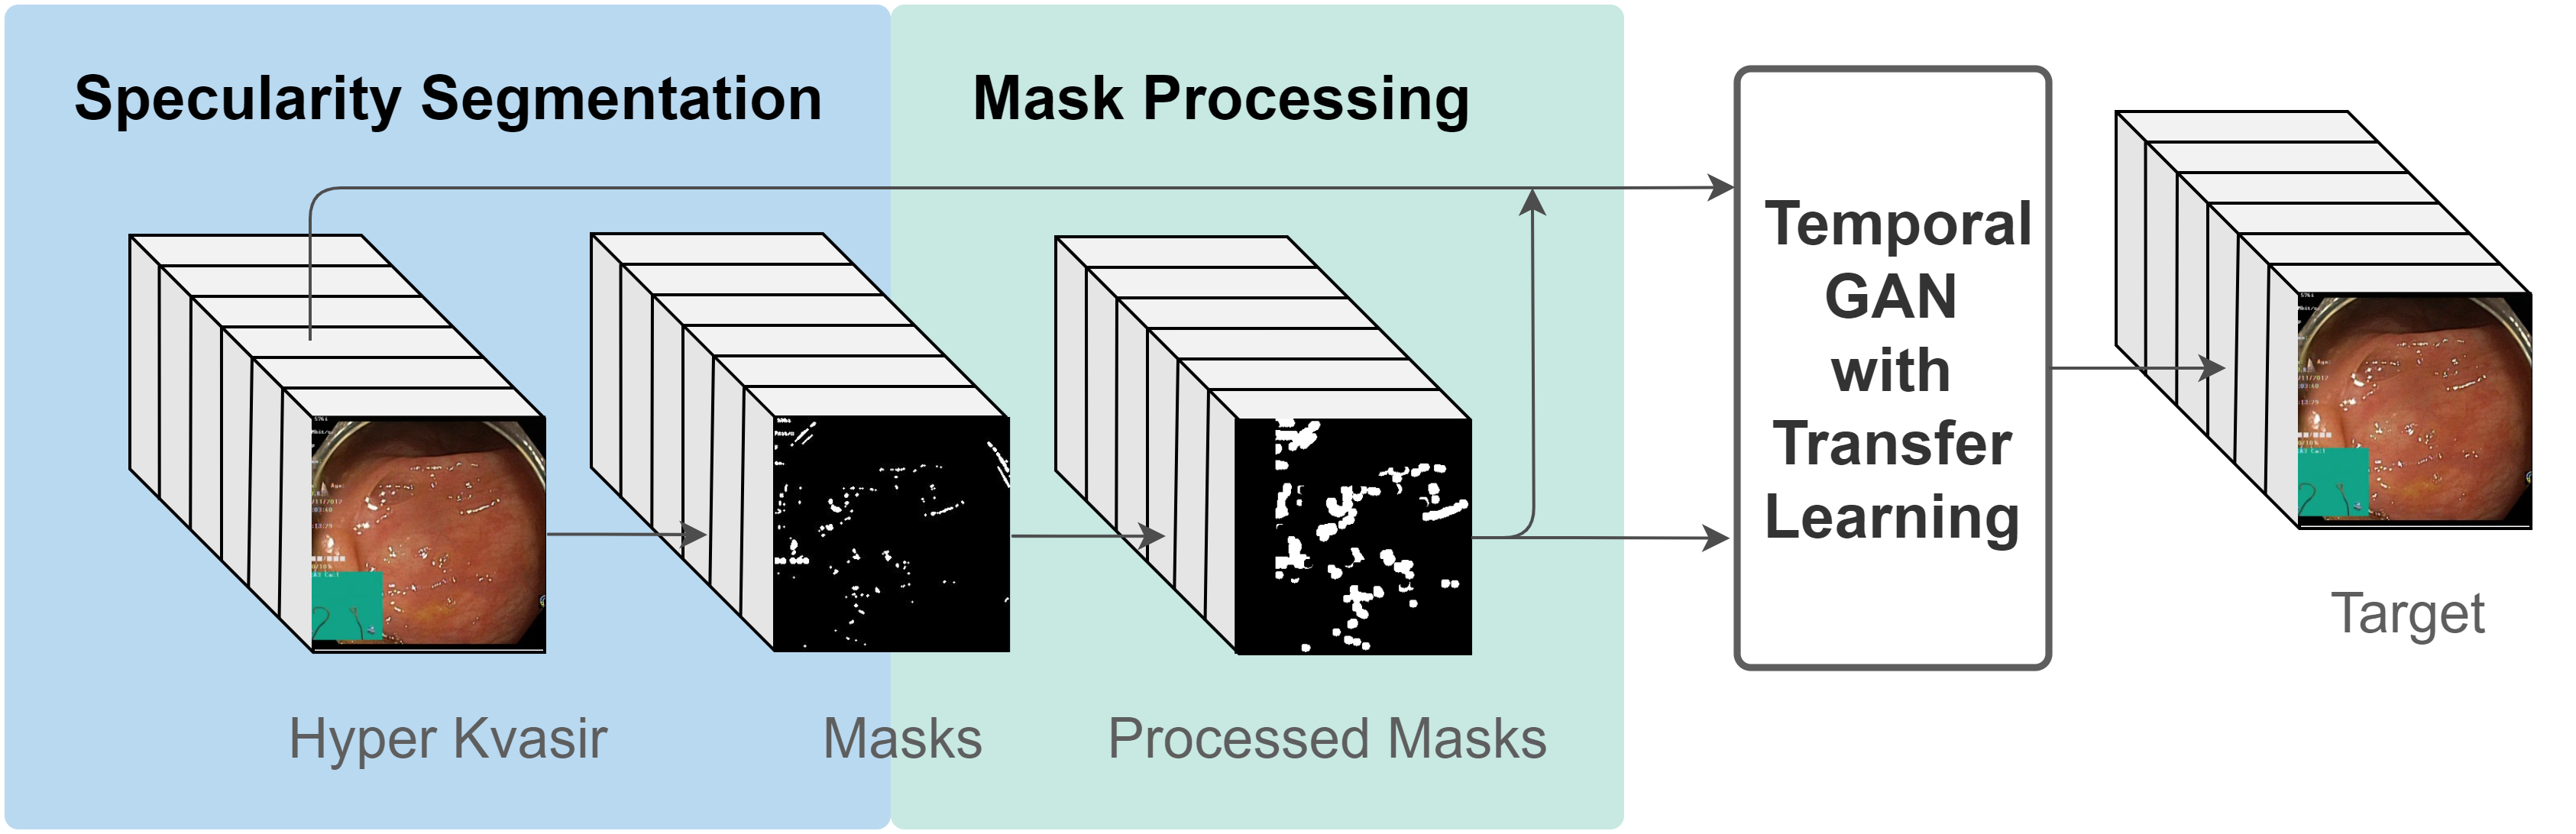 Specularity Segmentation
Mask Processing
Temporal
GAN
with
Transfer
Learning
Target
Hyper Kvasir
Masks
Processed Masks